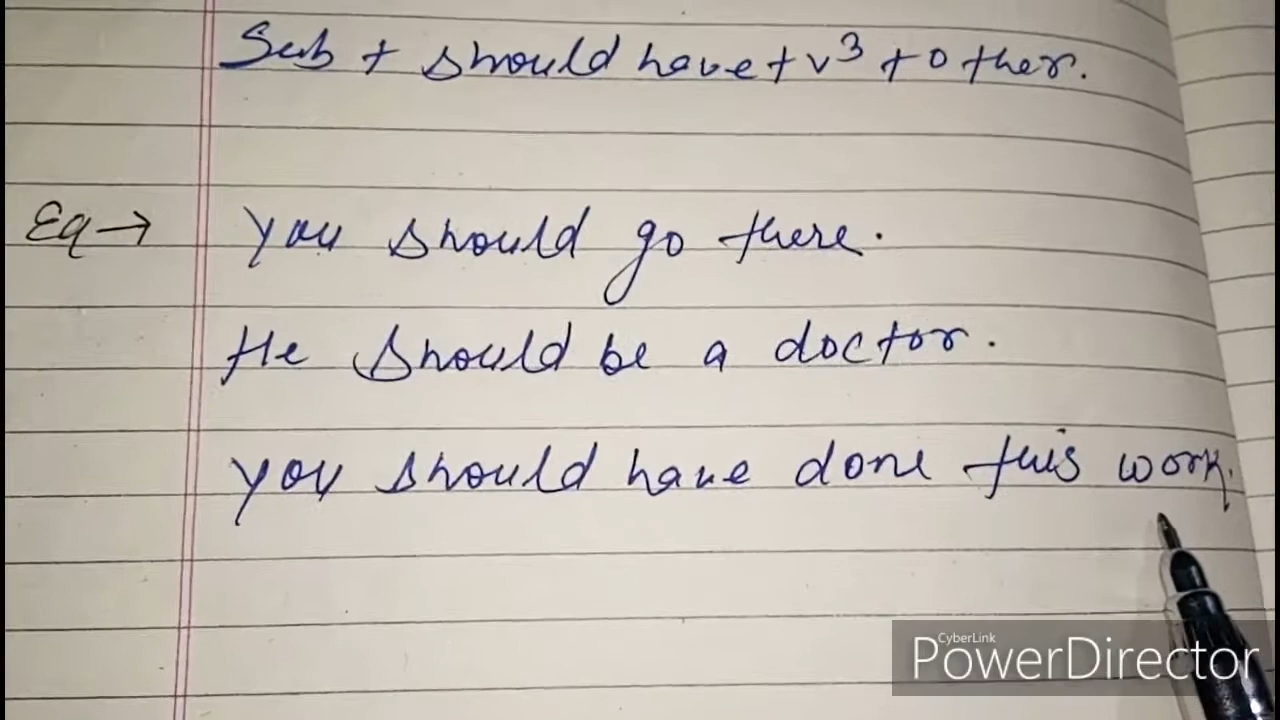 Sub + should have + v³ + other.
Eg → You should go there.
He should be a doctor.
you should have done this work.
CyberLink
PowerDirector